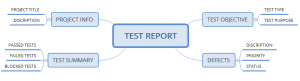 PROJECT TITLE
DISCRIPTION
PROJECT INFO
TEST REPORT
TEST OBJECTIVE
TEST TYPE
TEST PURPOSE
PASSED TESTS
FAILED TESTS
BLOCKED TESTS
TEST SUMMARY
DEFECTS
DISCRIPTION
PRIORITY
STATUS